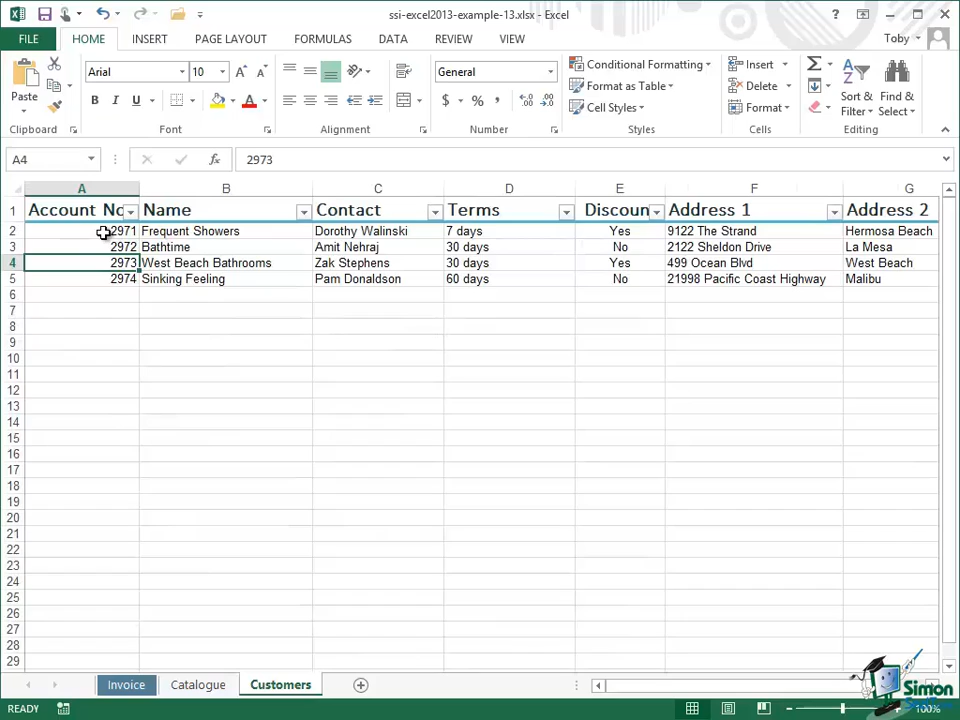 ssi-excel2013-example-13.xlsx - Excel
FILE HOME INSERT PAGE LAYOUT FORMULAS DATA REVIEW VIEW Toby
Paste
Arial 10
General
Conditional Formatting
Format as Table
Cell Styles
Insert
Delete
Format
Sort & Filter
Find & Select
Clipboard Font Alignment Number Styles Cells Editing
A4 2973
A B C D E F G
1 Account No Name Contact Terms Discoun Address 1 Address 2
2 2971 Frequent Showers Dorothy Walinski 7 days Yes 9122 The Strand Hermosa Beach
3 2972 Bathtime Amit Nehraj 30 days No 2122 Sheldon Drive La Mesa
4 2973 West Beach Bathrooms Zak Stephens 30 days Yes 499 Ocean Blvd West Beach
5 2974 Sinking Feeling Pam Donaldson 60 days No 21998 Pacific Coast Highway Malibu
6
7
8
9
10
11
12
13
14
15
16
17
18
19
20
21
22
23
24
25
26
27
28
29
Invoice Catalogue Customers
Simon
READY 100%